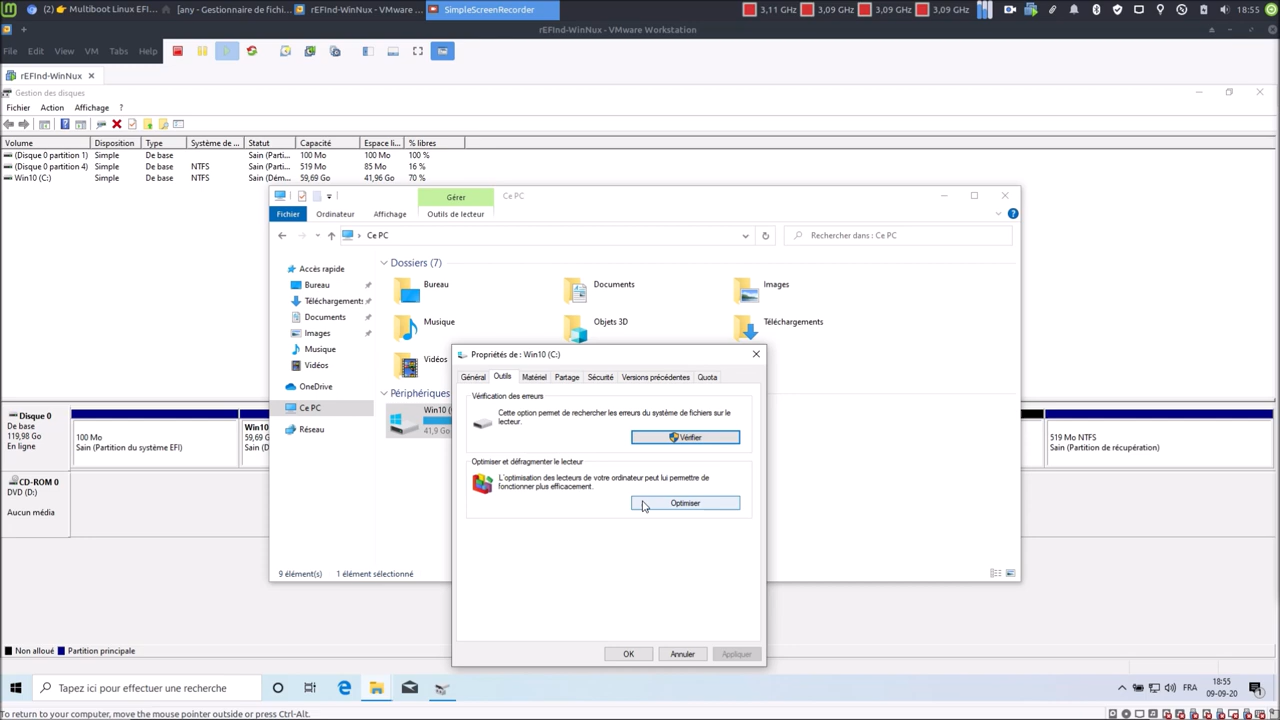 (2) 👉 Multiboot Linux EFI...
[any - Gestionnaire de fichi...
rEFInd-WinNux - VMware ...
SimpleScreenRecorder
3,11 GHz
3,09 GHz
3,09 GHz
3,09 GHz
18:55
rEFInd-WinNux - VMware Workstation
File Edit View VM Tabs Help
rEFInd-WinNux
Gestion des disques
Fichier Action Affichage ?
Volume Disposition Type Système de ... Statut Capacité Espace li... % libres
(Disque 0 partition 1) Simple De base Sain (Parti... 100 Mo 100 Mo 100 %
(Disque 0 partition 4) Simple De base NTFS Sain (Parti... 519 Mo 85 Mo 16 %
Win10 (C:) Simple De base NTFS Sain (Dém... 59,69 Go 41,96 Go 70 %
Gérer Ce PC
Fichier Ordinateur Affichage Outils de lecteur
Ce PC
Rechercher dans : Ce PC
Accès rapide
Bureau
Téléchargements
Documents
Images
Musique
Vidéos
OneDrive
Ce PC
Réseau
Dossiers (7)
Bureau Documents Images
Musique Objets 3D Téléchargements
Vidéos
Périphériques
Win10 (
41,9 Go
9 élément(s) 1 élément sélectionné
Propriétés de : Win10 (C:)
Général Outils Matériel Partage Sécurité Versions précédentes Quota
Vérification des erreurs
Cette option permet de rechercher les erreurs du système de fichiers sur le
lecteur.
Vérifier
Optimiser et défragmenter le lecteur
L'optimisation des lecteurs de votre ordinateur peut lui permettre de
fonctionner plus efficacement.
Optimiser
OK Annuler Appliquer
Disque 0
De base
119,98 Go
En ligne
100 Mo
Sain (Partition du système EFI)
Win10
59,69 G
Sain (D
519 Mo NTFS
Sain (Partition de récupération)
CD-ROM 0
DVD (D:)
Aucun média
Non alloué Partition principale
Tapez ici pour effectuer une recherche
FRA
18:55
09-09-20
1
To return to your computer, move the mouse pointer outside or press Ctrl-Alt.